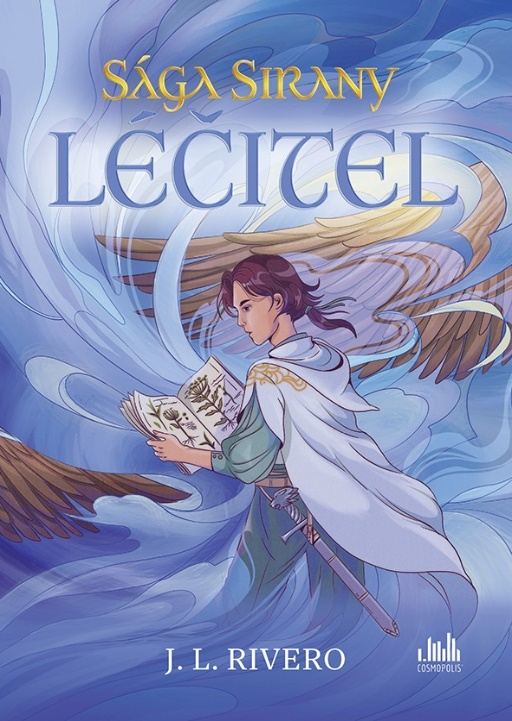 Sága Sirany
LÉČITEL
J. L. RIVERO
COSMOPOLIS